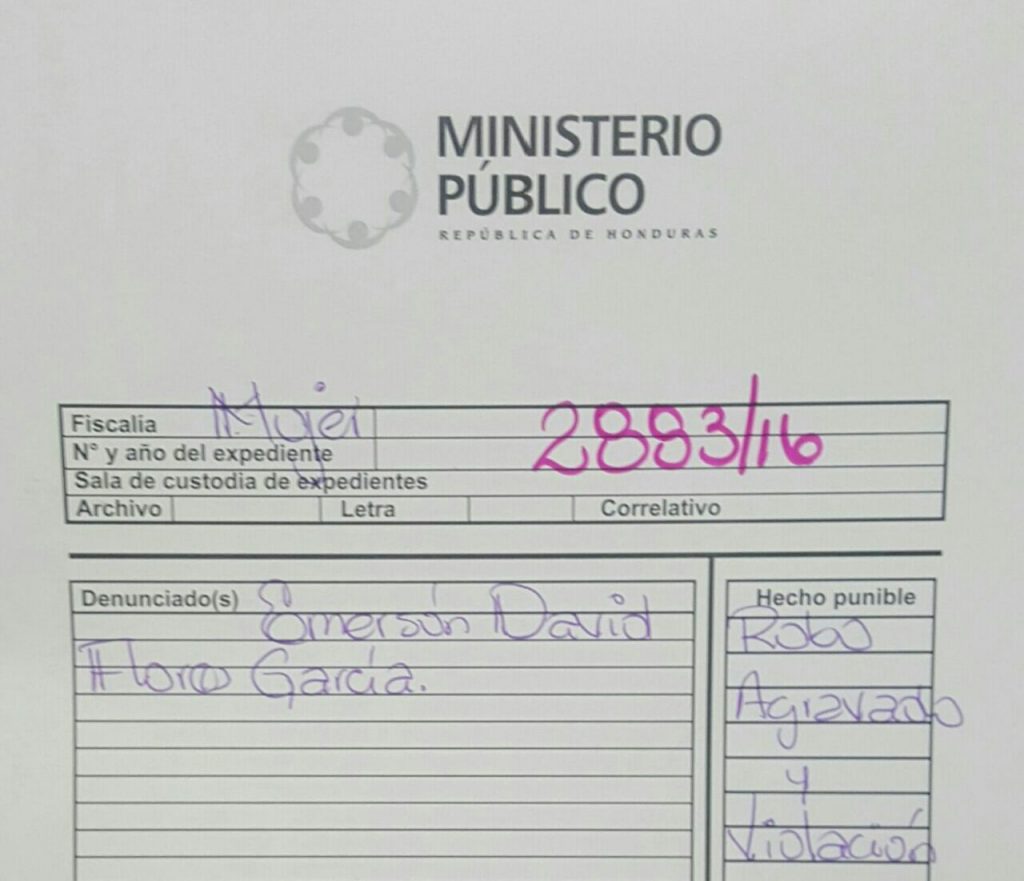 MINISTERIO
PÚBLICO
REPÚBLICA DE HONDURAS
Fiscalia Mujer
N° y año del expediente 2883/16
Sala de custodia de expedientes
Archivo Letra Correlativo
Denunciado(s) Emerson David
Flores García.
Hecho punible
Robo
Agravado
y
Violación